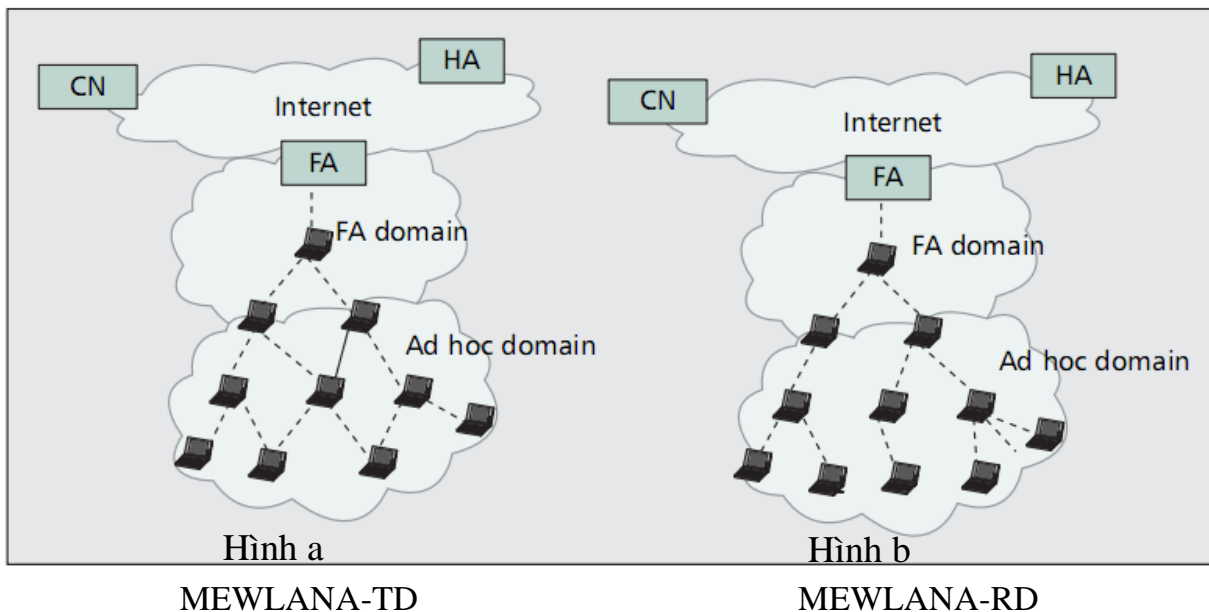 CN
HA
Internet
FA
FA domain
Ad hoc domain
Hình a
MEWLANA-TD
CN
HA
Internet
FA
FA domain
Ad hoc domain
Hình b
MEWLANA-RD